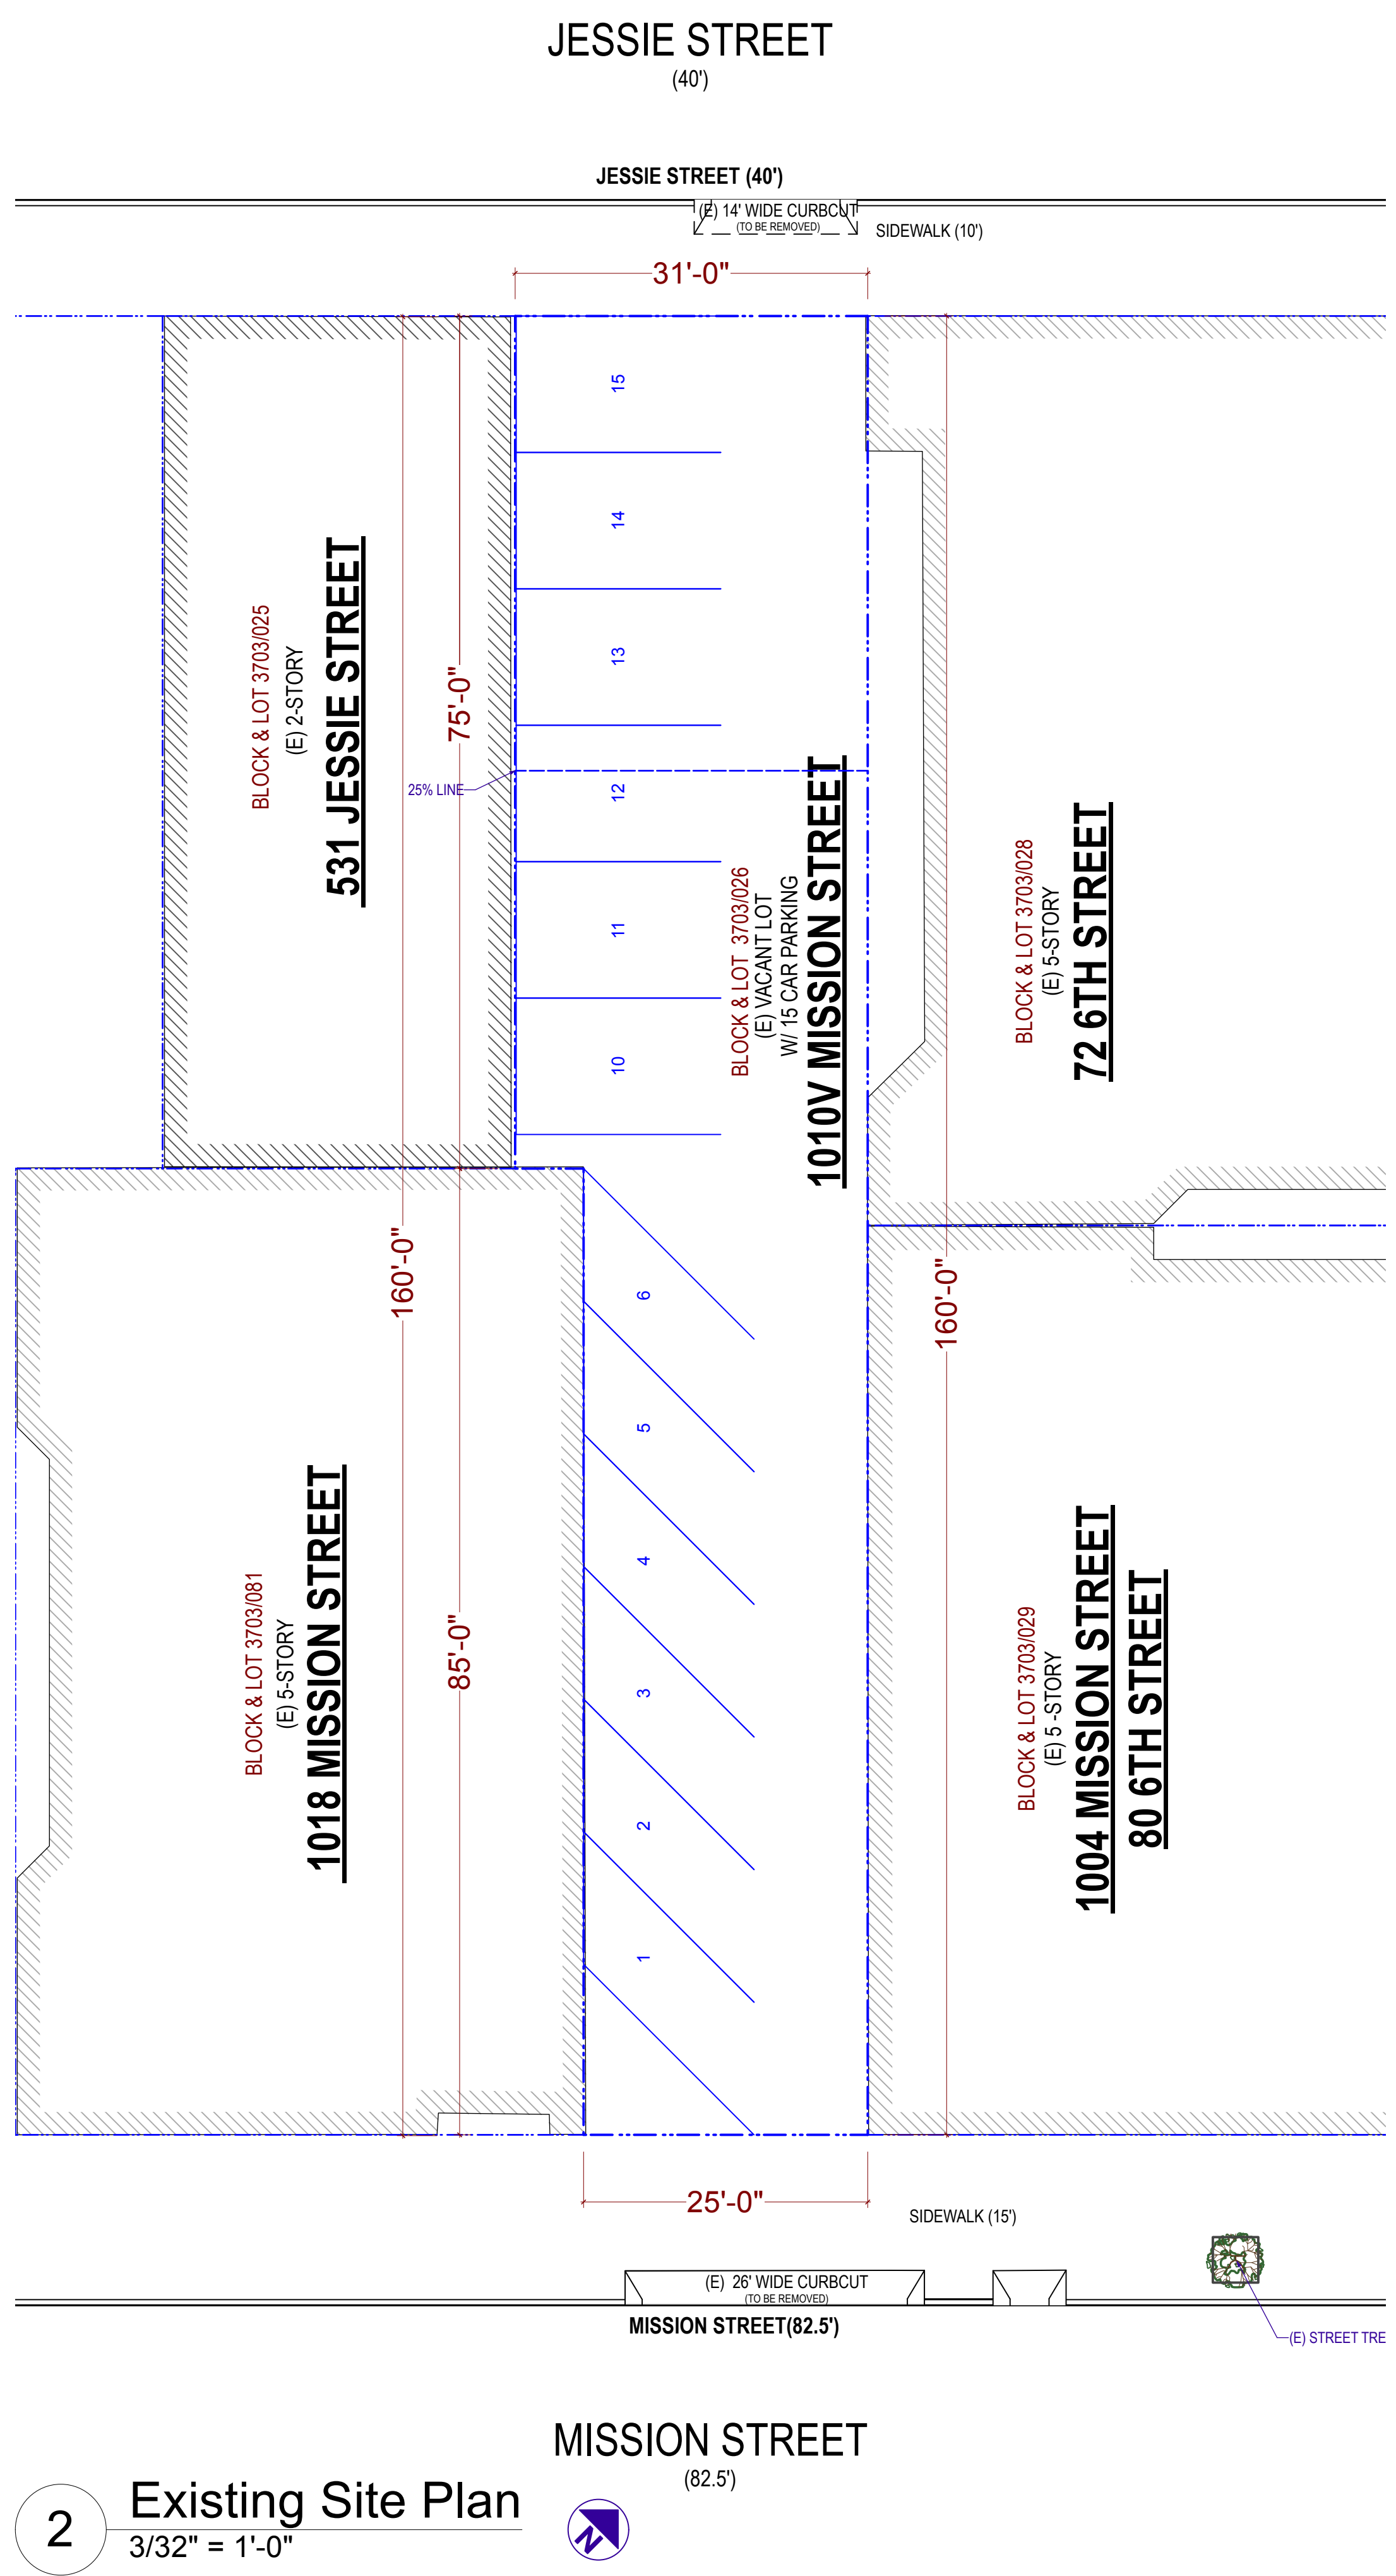 JESSIE STREET
(40')
JESSIE STREET (40')
(E) 14' WIDE CURBCUT
(TO BE REMOVED)
SIDEWALK (10')
31'-0"
15
14
13
12
11
10
BLOCK & LOT 3703/025
(E) 2-STORY
531 JESSIE STREET
75'-0"
25% LINE
BLOCK & LOT 3703/026
(E) VACANT LOT
W/ 15 CAR PARKING
1010V MISSION STREET
BLOCK & LOT 3703/028
(E) 5-STORY
72 6TH STREET
160'-0"
160'-0"
6
5
4
3
2
1
BLOCK & LOT 3703/081
(E) 5-STORY
1018 MISSION STREET
85'-0"
BLOCK & LOT 3703/029
(E) 5 -STORY
1004 MISSION STREET
80 6TH STREET
25'-0"
SIDEWALK (15')
(E) 26' WIDE CURBCUT
(TO BE REMOVED)
MISSION STREET(82.5')
(E) STREET TRE
MISSION STREET
(82.5')
2
Existing Site Plan
3/32" = 1'-0"
N